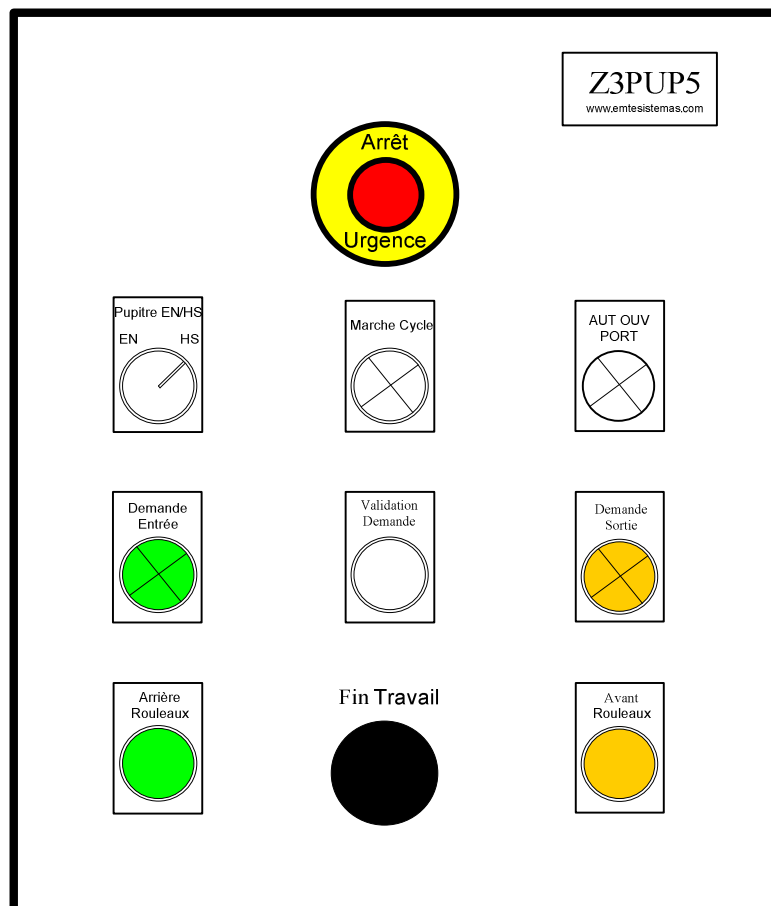 Z3PUP5
www.emtesistemas.com
Arrêt
Urgence
Pupitre EN/HS
EN HS
Marche Cycle
AUT OUV
PORT
Demande
Entrée
Validation
Demande
Demande
Sortie
Arrière
Rouleaux
Fin Travail
Avant
Rouleaux